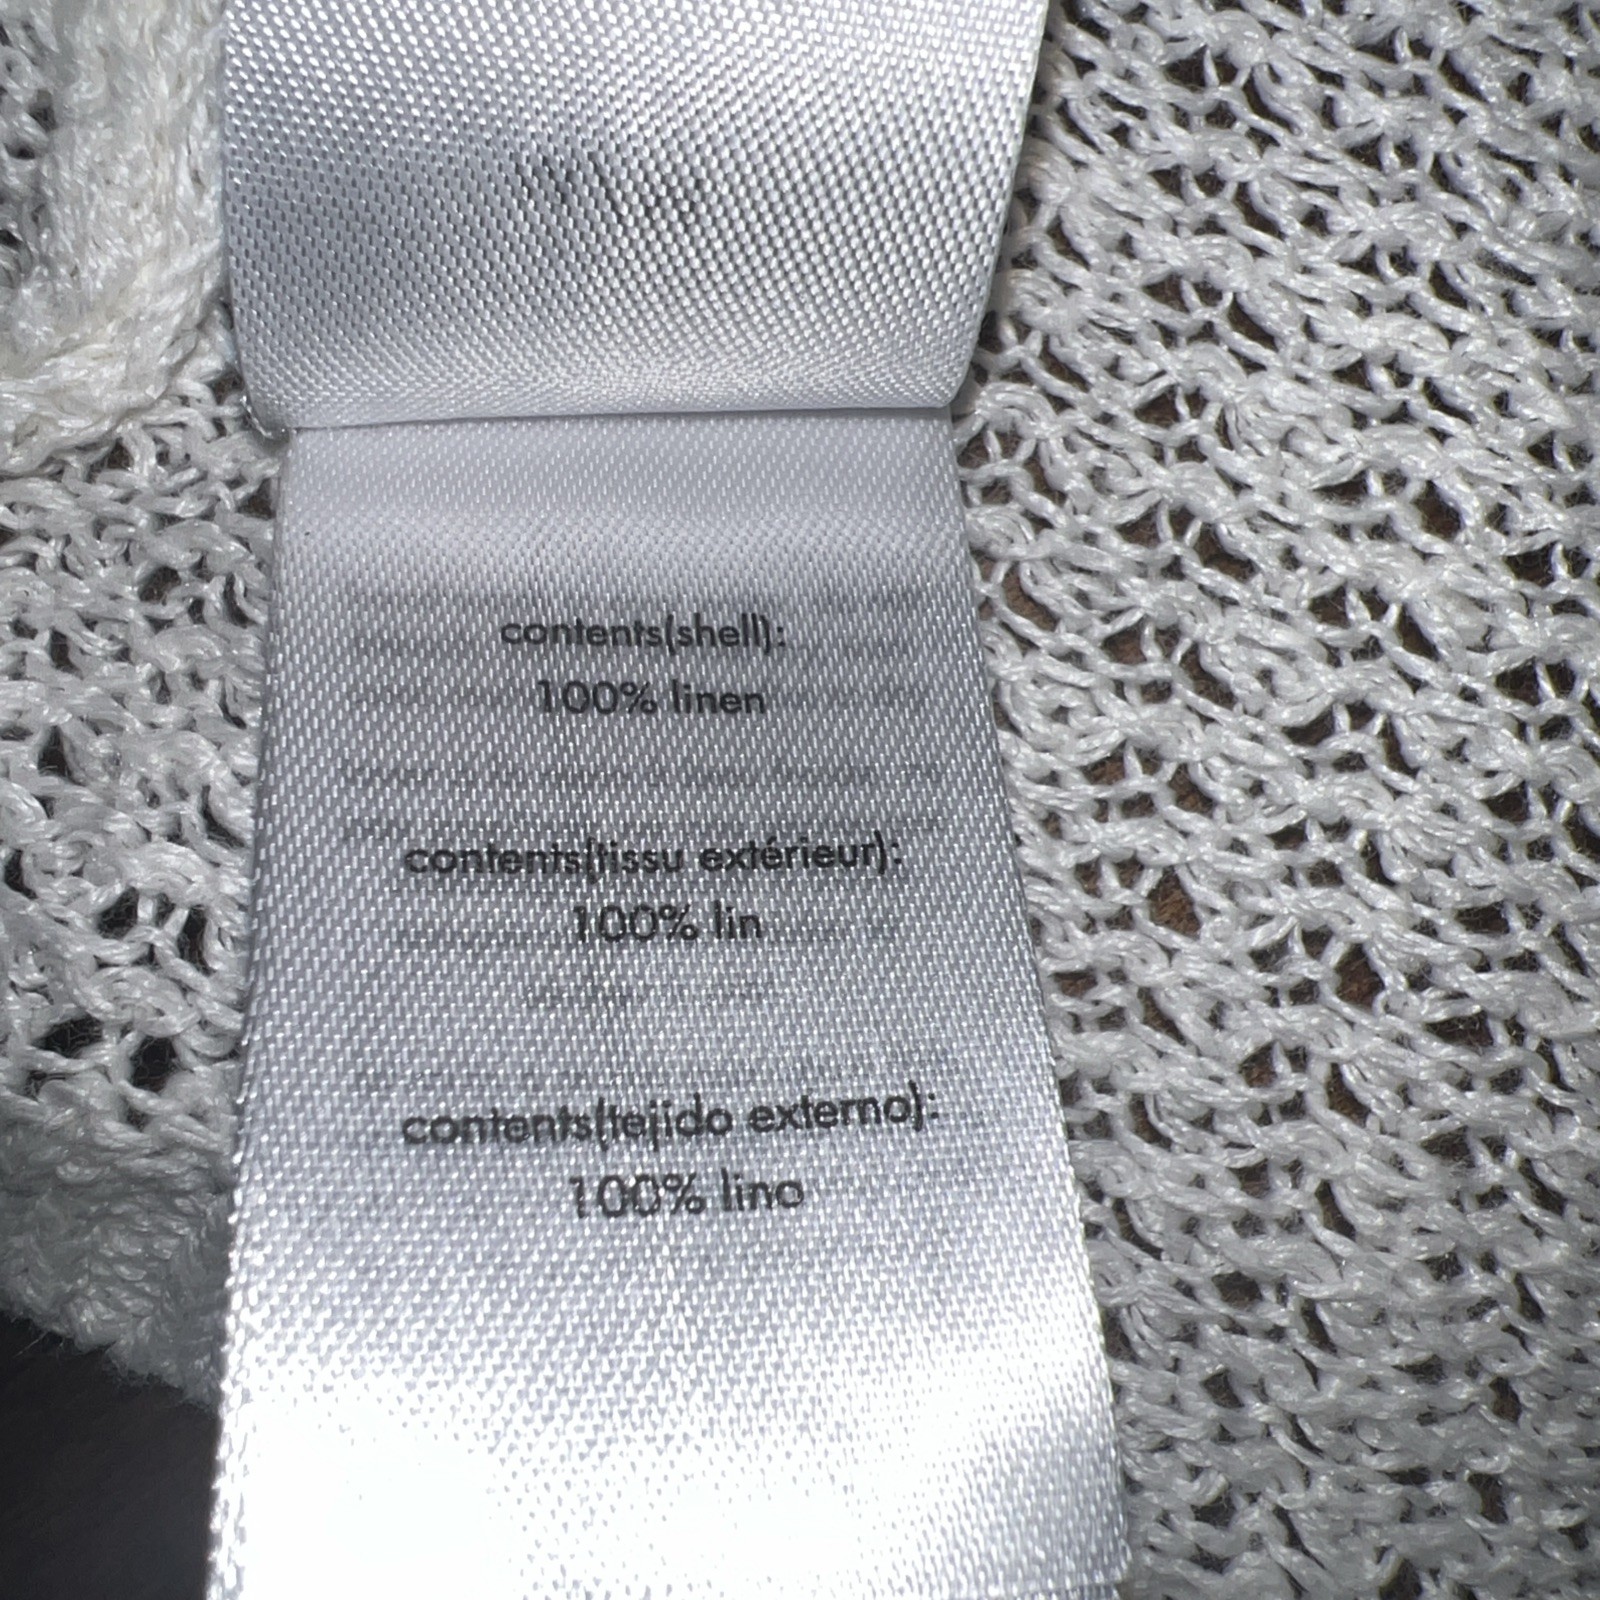 contents(shell):
100% linen
contents(tissu extérieur):
100% lin
contents(tejido externo):
100% lino